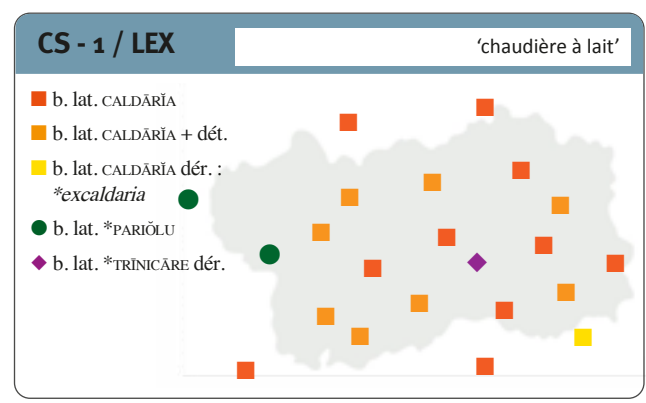 CS - 1 / LEX
‘chaudière à lait’
b. lat. CALDĀRĬA
b. lat. CALDĀRĬA + dét.
b. lat. CALDĀRĬA dér. :
*excaldaria
b. lat. *PARIŎLU
b. lat. *TRĪNICĀRE dér.